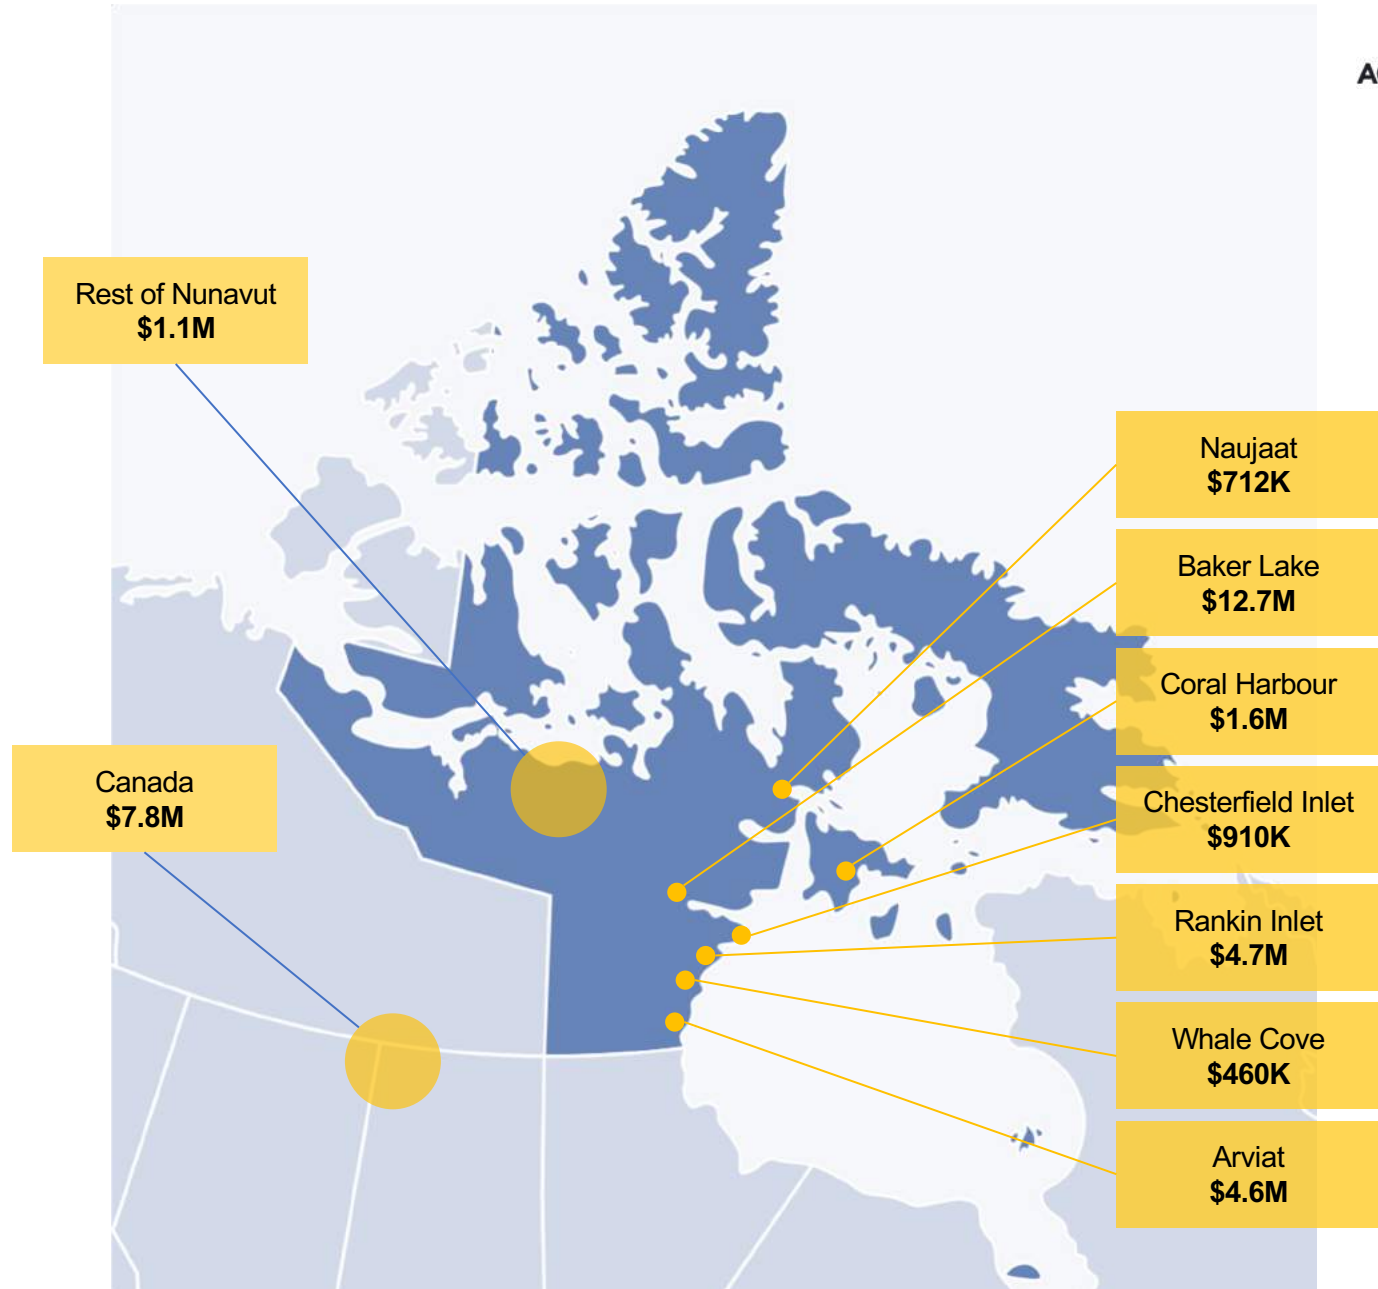 Rest of Nunavut
$1.1M
Canada
$7.8M
Naujaat
$712K
Baker Lake
$12.7M
Coral Harbour
$1.6M
Chesterfield Inlet
$910K
Rankin Inlet
$4.7M
Whale Cove
$460K
Arviat
$4.6M